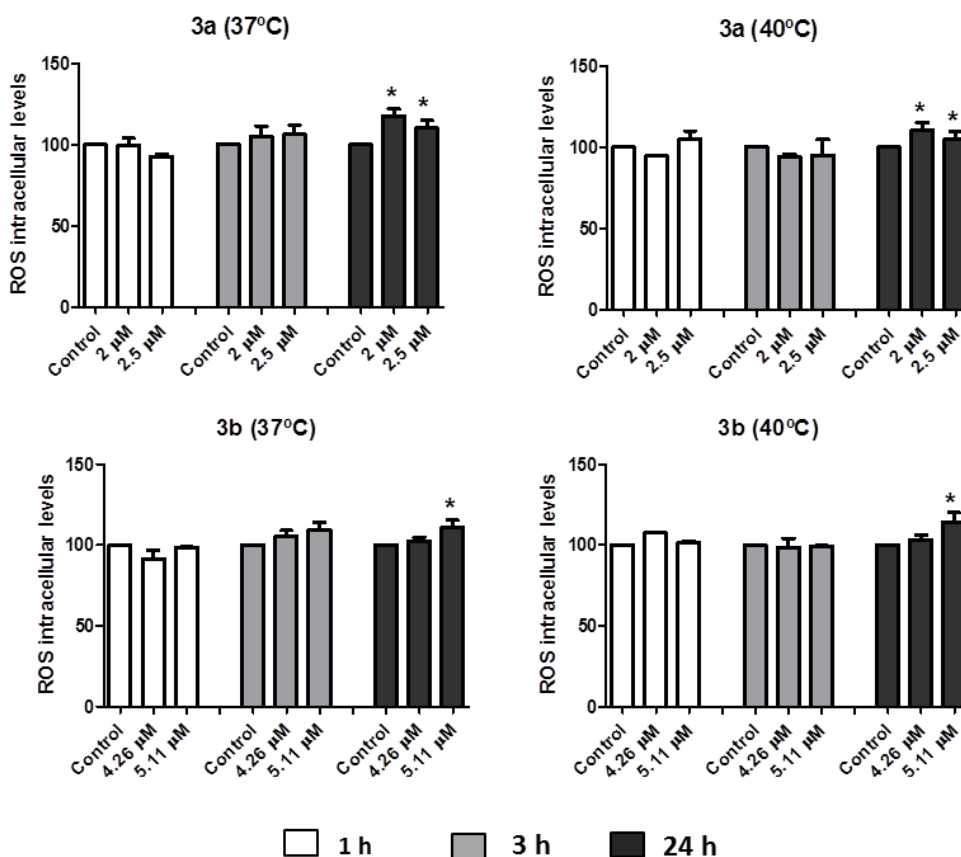 3a (37ºC)
ROS intracellular levels
150
100
50
0
* *
Control 2 µM 2.5 µM Control 2 µM 2.5 µM Control 2 µM 2.5 µM
3a (40ºC)
ROS intracellular levels
150
100
50
0
* *
Control 2 µM 2.5 µM Control 2 µM 2.5 µM Control 2 µM 2.5 µM
3b (37ºC)
ROS intracellular levels
150
100
50
0
*
Control 4.26 µM 5.11 µM Control 4.26 µM 5.11 µM Control 4.26 µM 5.11 µM
3b (40ºC)
ROS intracellular levels
150
100
50
0
*
Control 4.26 µM 5.11 µM Control 4.26 µM 5.11 µM Control 4.26 µM 5.11 µM
1 h 3 h 24 h